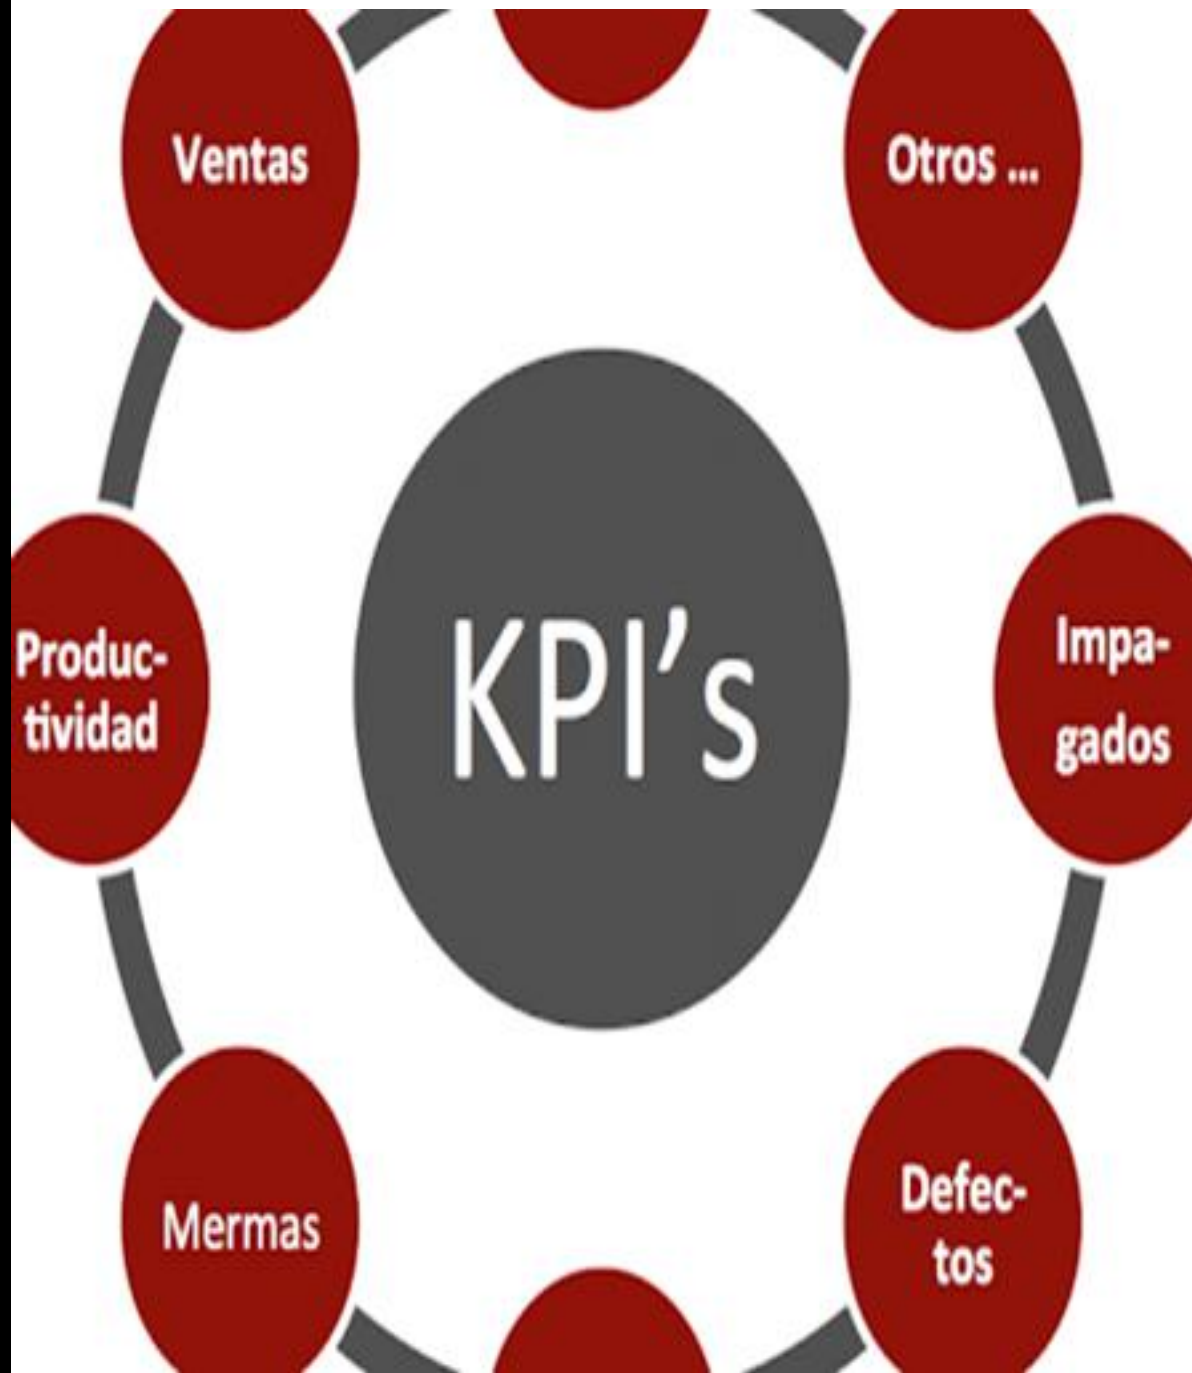 Ventas
Otros ...
KPI's
Produc-
tividad
Impa-
gados
Mermas
Defec-
tos